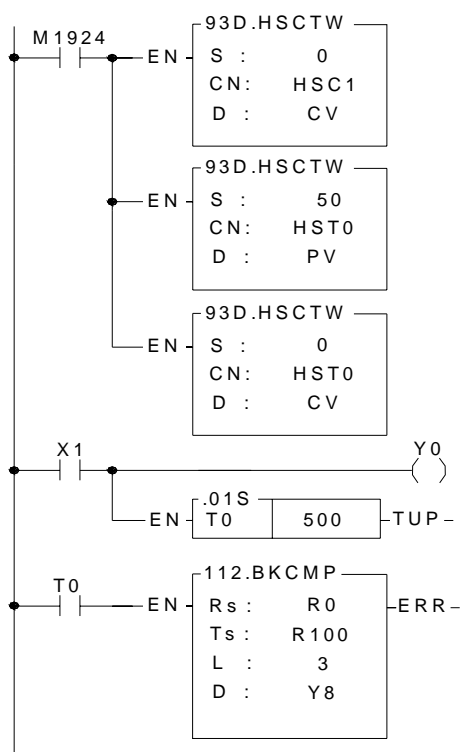 M1924
EN
93D.HSCTW
S : 0
CN: HSC1
D : CV
EN
93D.HSCTW
S : 50
CN: HST0
D : PV
EN
93D.HSCTW
S : 0
CN: HST0
D : CV
X1
Y0
( )
EN
.01S
T0 500
TUP
T0
EN
112.BKCMP
Rs: R0
ERR
Ts: R100
L : 3
D : Y8